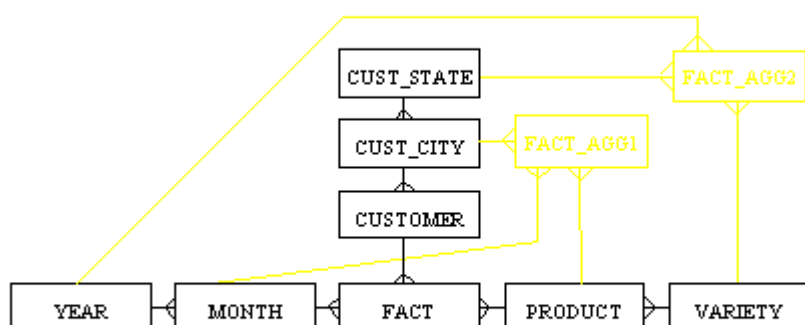 CUST_STATE
FACT_AGG2
CUST_CITY
FACT_AGG1
CUSTOMER
YEAR
MONTH
FACT
PRODUCT
VARIETY